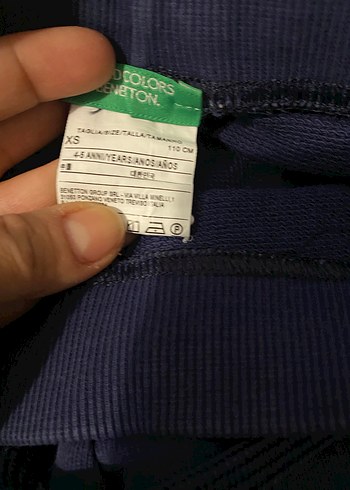 D COLORS
BENETTON.
TAGLIA/SIZE/TALLA/TAMANHO
XS 110 CM
4-5 ANNI/YEARS/ANOS/AÑOS
BENETTON GROUP SRL - VIA VILLA MINELLI, 1
31050 PONZANO VENETO TREVISO ITALIA